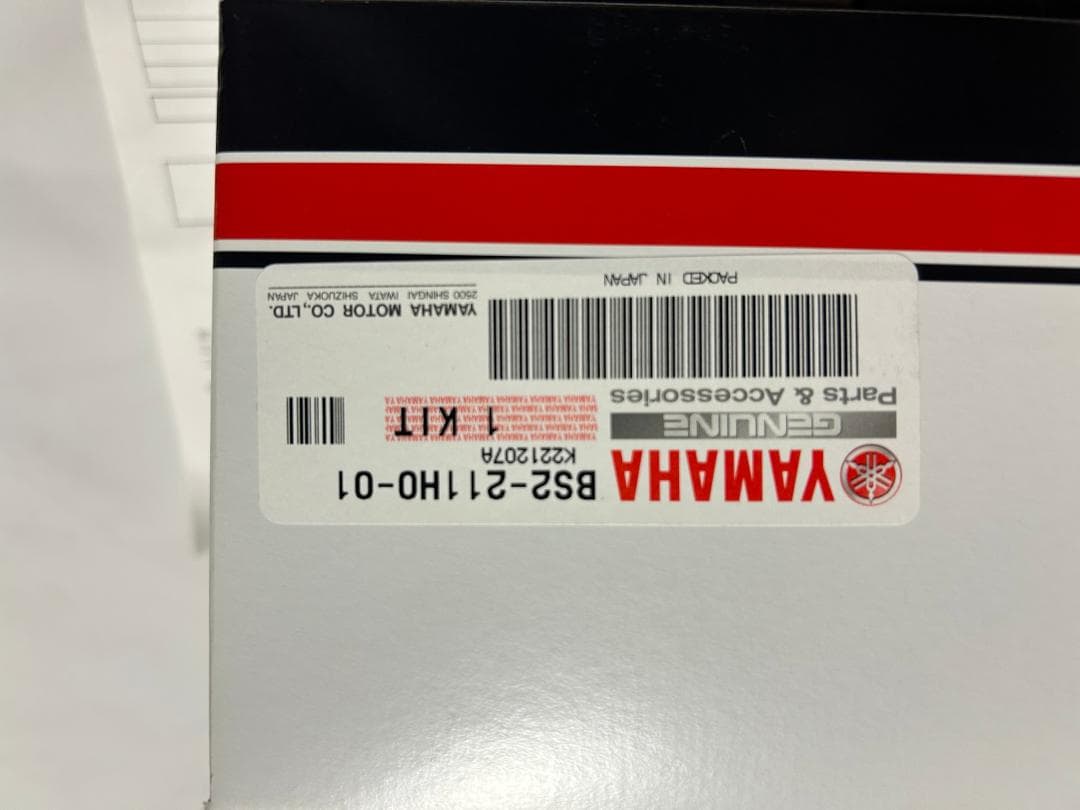 YAMAHA BS2-211H0-01
GENUINE K221207A
Parts & Accessories 1 KIT
PACKED IN JAPAN
YAMAHA MOTOR CO.,LTD.
2500 SHINGAI IWATA SHIZUOKA JAPAN